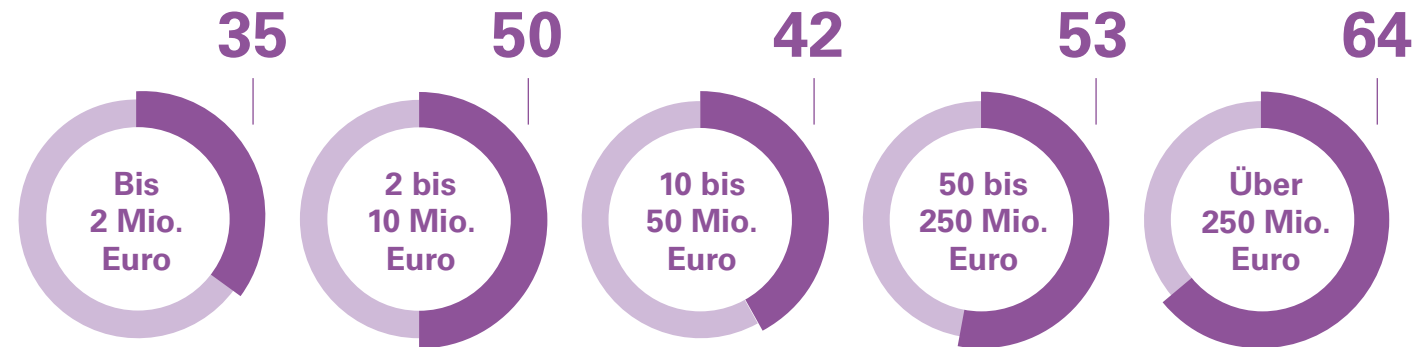 35
50
42
53
64
Bis
2 Mio.
Euro
2 bis
10 Mio.
Euro
10 bis
50 Mio.
Euro
50 bis
250 Mio.
Euro
Über
250 Mio.
Euro